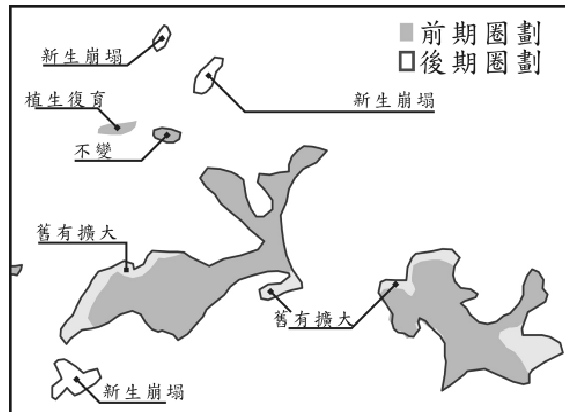 前期圈劃
後期圈劃
新生崩塌
新生崩塌
植生復育
不變
舊有擴大
舊有擴大
新生崩塌